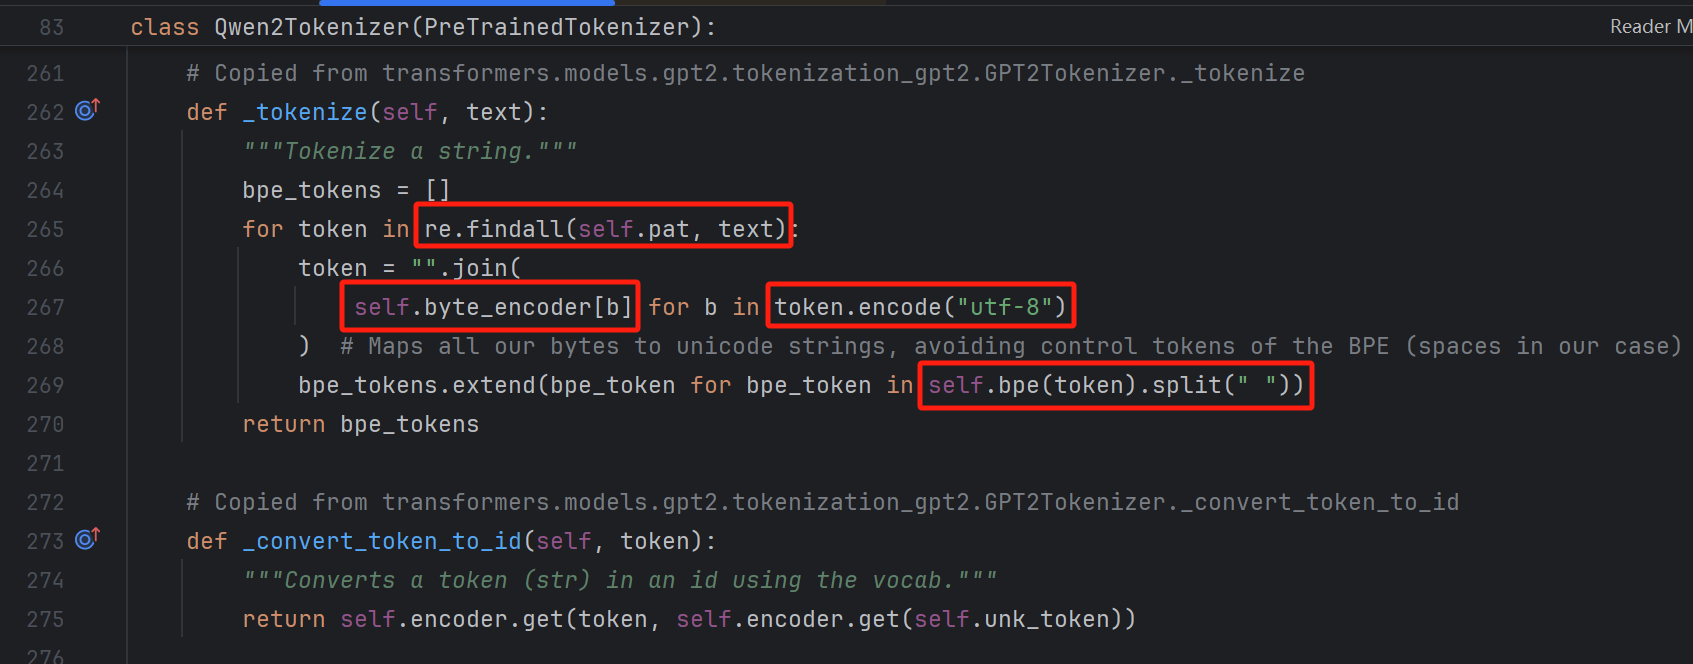 83 class Qwen2Tokenizer(PreTrainedTokenizer): Reader M
261 # Copied from transformers.models.gpt2.tokenization_gpt2.GPT2Tokenizer._tokenize
262 def _tokenize(self, text):
263 """Tokenize a string."""
264 bpe_tokens = []
265 for token in re.findall(self.pat, text):
266 token = "".join(
267 self.byte_encoder[b] for b in token.encode("utf-8")
268 ) # Maps all our bytes to unicode strings, avoiding control tokens of the BPE (spaces in our case)
269 bpe_tokens.extend(bpe_token for bpe_token in self.bpe(token).split(" "))
270 return bpe_tokens
271
272 # Copied from transformers.models.gpt2.tokenization_gpt2.GPT2Tokenizer._convert_token_to_id
273 def _convert_token_to_id(self, token):
274 """Converts a token (str) in an id using the vocab."""
275 return self.encoder.get(token, self.encoder.get(self.unk_token))
276